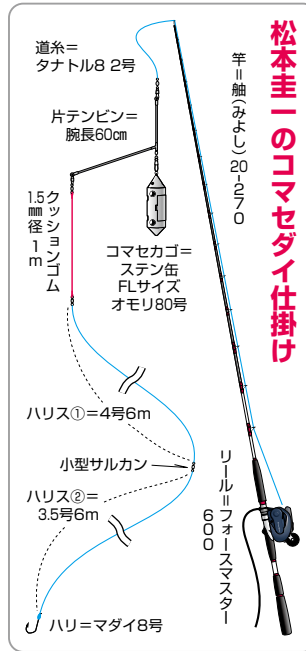 松本圭一のコマセダイ仕掛け
竿=舳(みよし)20-270
道糸=
タナトル8 2号
片テンビン=
腕長60㎝
クッションゴム
1.5㎜径1m
コマセカゴ=
ステン缶
FLサイズ
オモリ80号
ハリス①=4号6m
小型サルカン
ハリス②=
3.5号6m
リール=フォースマスター
600
ハリ=マダイ8号